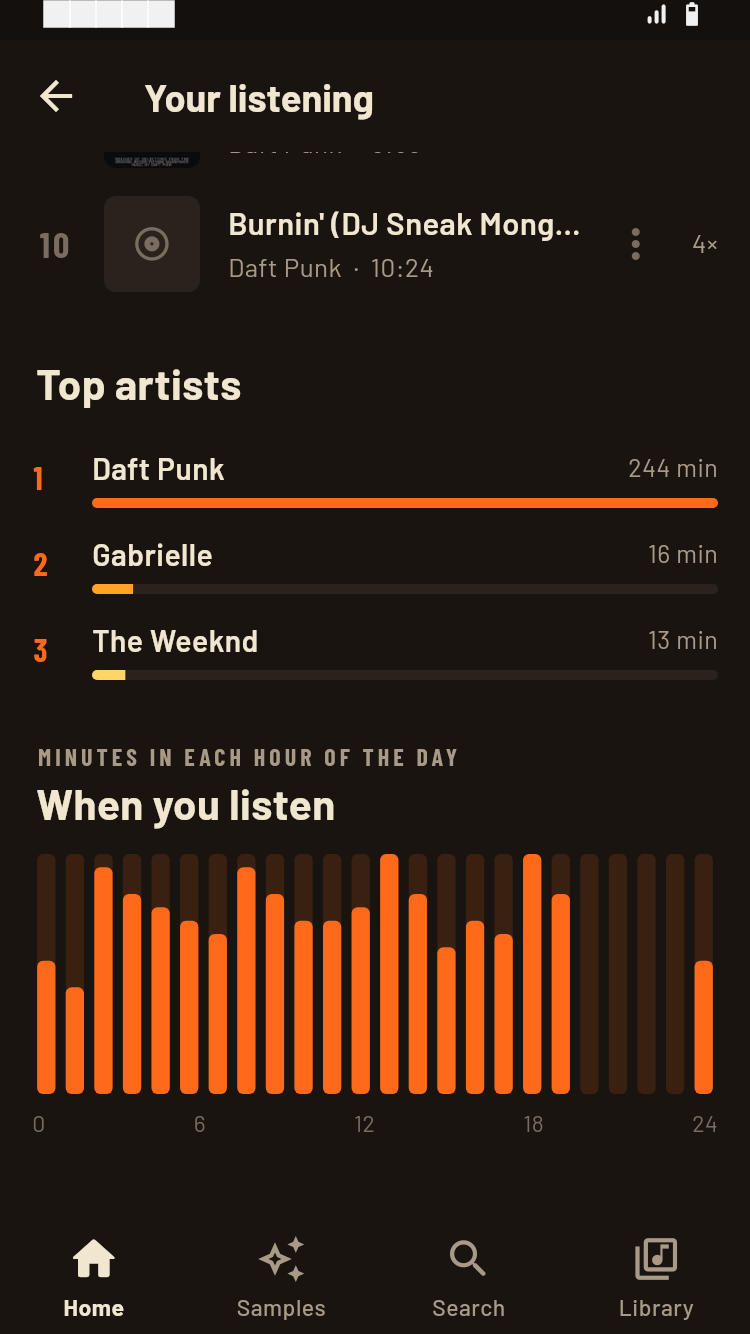 Your listening
10
Burnin' (DJ Sneak Mong...
Daft Punk · 10:24
4×
Top artists
1
Daft Punk
244 min
2
Gabrielle
16 min
3
The Weeknd
13 min
MINUTES IN EACH HOUR OF THE DAY
When you listen
0 6 12 18 24
Home Samples Search Library